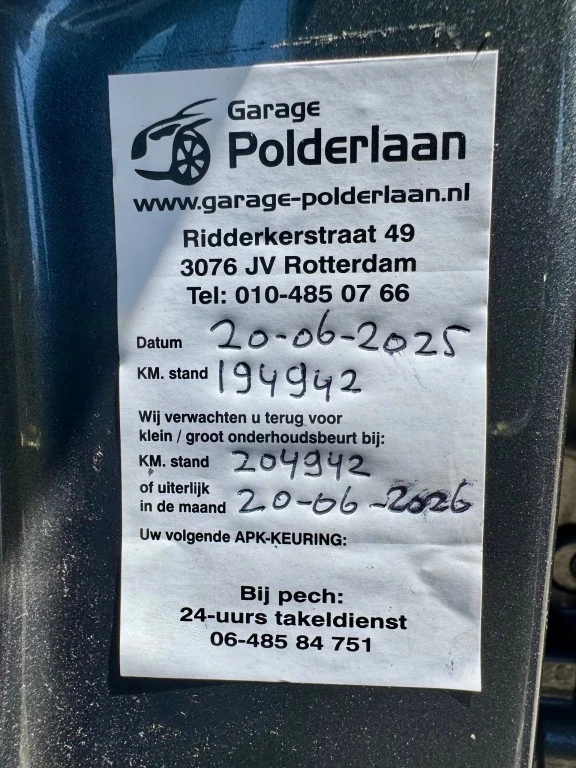 Garage
Polderlaan
www.garage-polderlaan.nl
Ridderkerstraat 49
3076 JV Rotterdam
Tel: 010-485 07 66
Datum 20-06-2025
KM. stand 194942
Wij verwachten u terug voor
klein / groot onderhoudsbeurt bij:
KM. stand 204942
of uiterlijk
in de maand 20-06-2026
Uw volgende APK-KEURING:
Bij pech:
24-uurs takeldienst
06-485 84 751